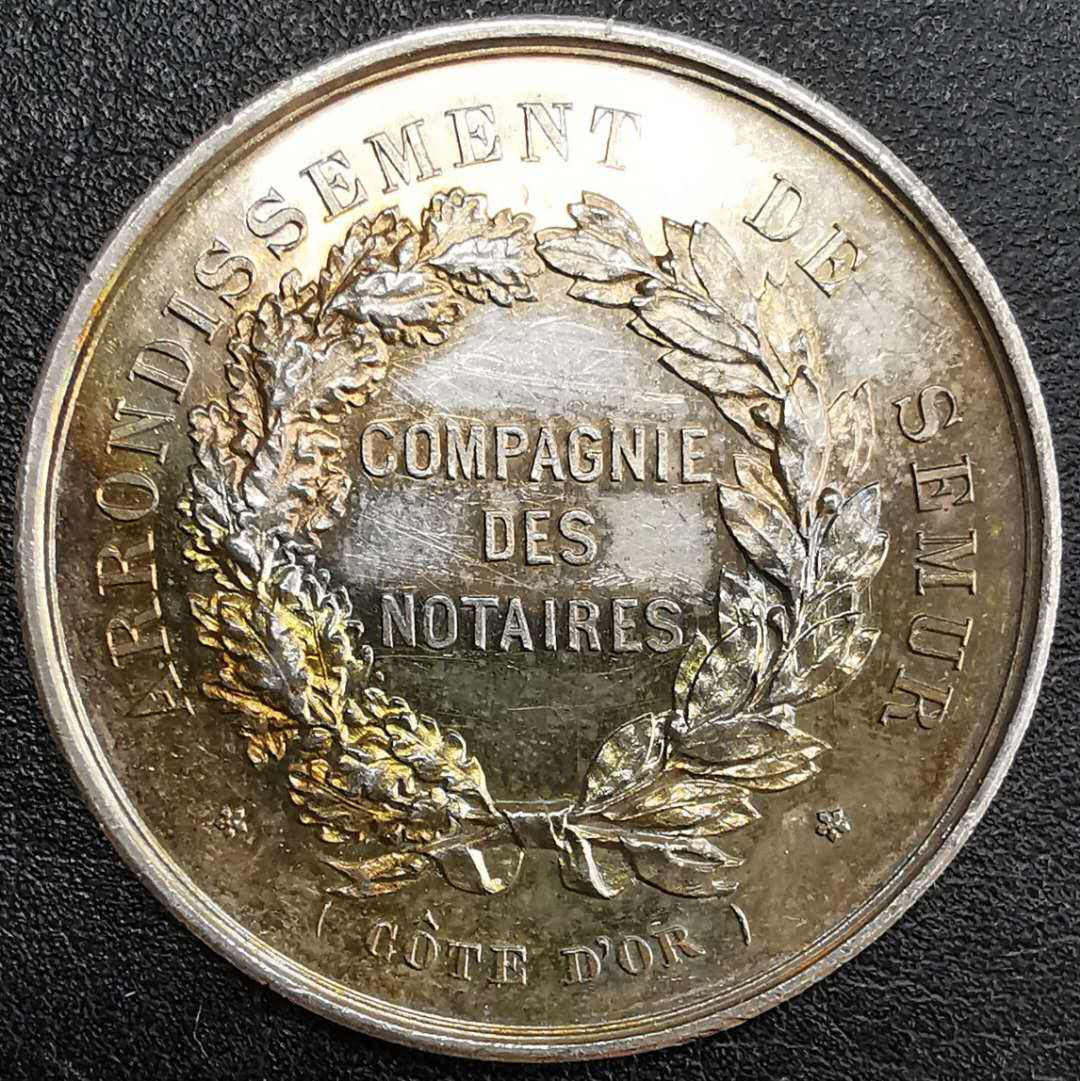 ARRONDISSEMENT DE SEMUR
COMPAGNIE
DES
NOTAIRES
( CÔTE D'OR )